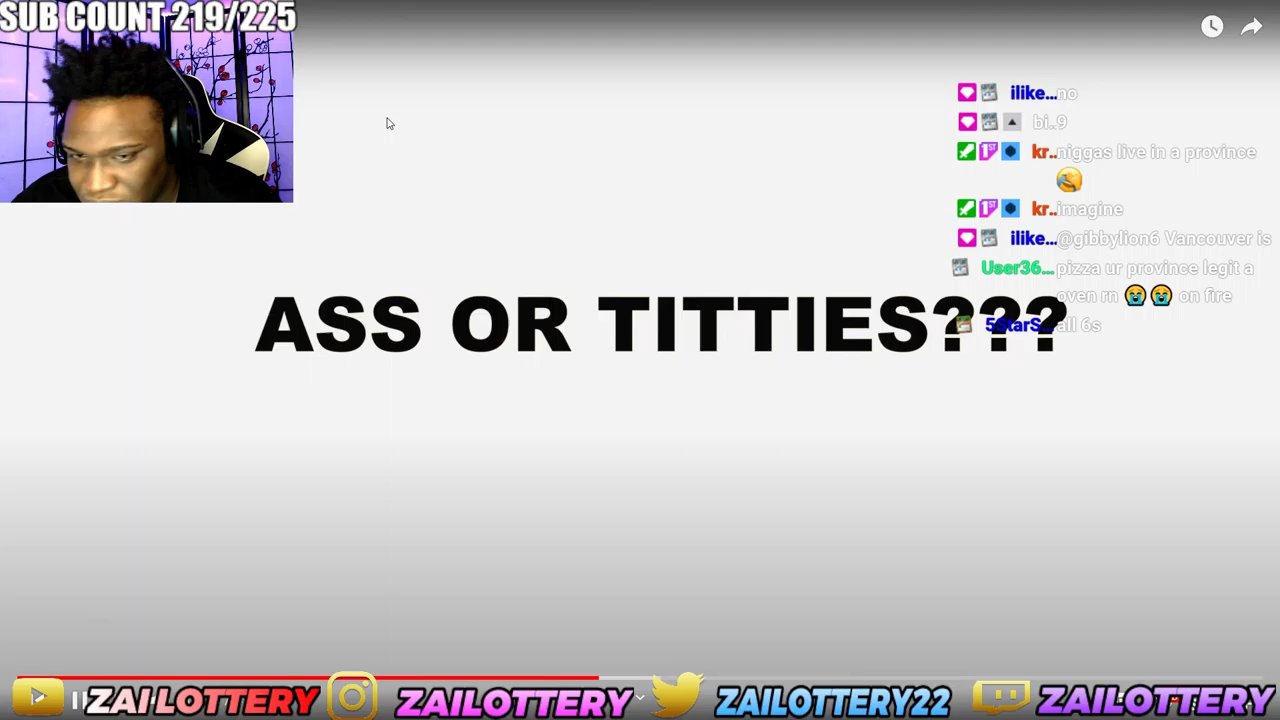 SUB COUNT 219/225
ilike...no
bi..9
kr..niggas live in a province
kr..imagine
ilike...@gibbylion6 Vancouver is
User36...pizza ur province legit a
oven rn on fire
5StarS... all 6s
ASS OR TITTIES???
ZAILOTTERY
ZAILOTTERY
ZAILOTTERY22
ZAILOTTERY